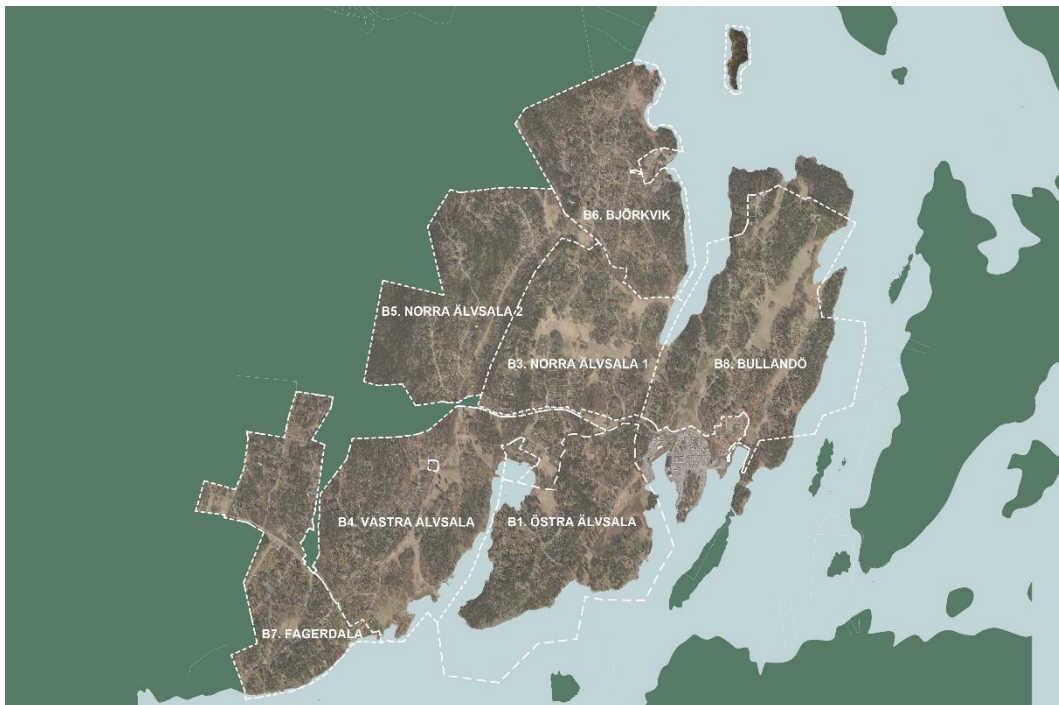 B6. BJÖRKVIK
B5. NORRA ÄLVSALA 2
B3. NORRA ÄLVSALA 1
B8. BULLANDÖ
B4. VÄSTRA ÄLVSALA
B1. ÖSTRA ÄLVSALA
B7. FAGERDALA